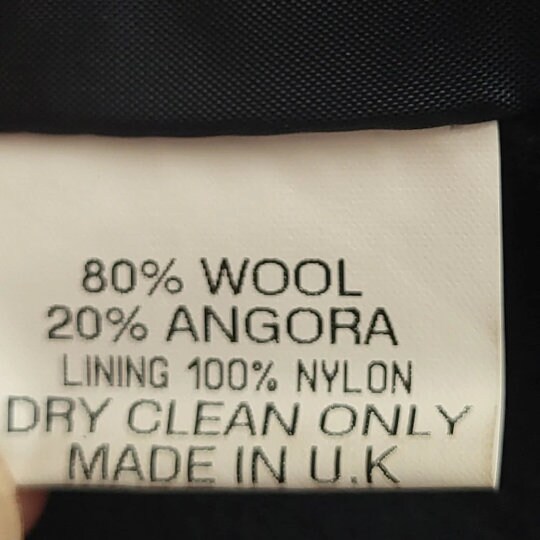 80% WOOL
20% ANGORA
LINING 100% NYLON
DRY CLEAN ONLY
MADE IN U.K